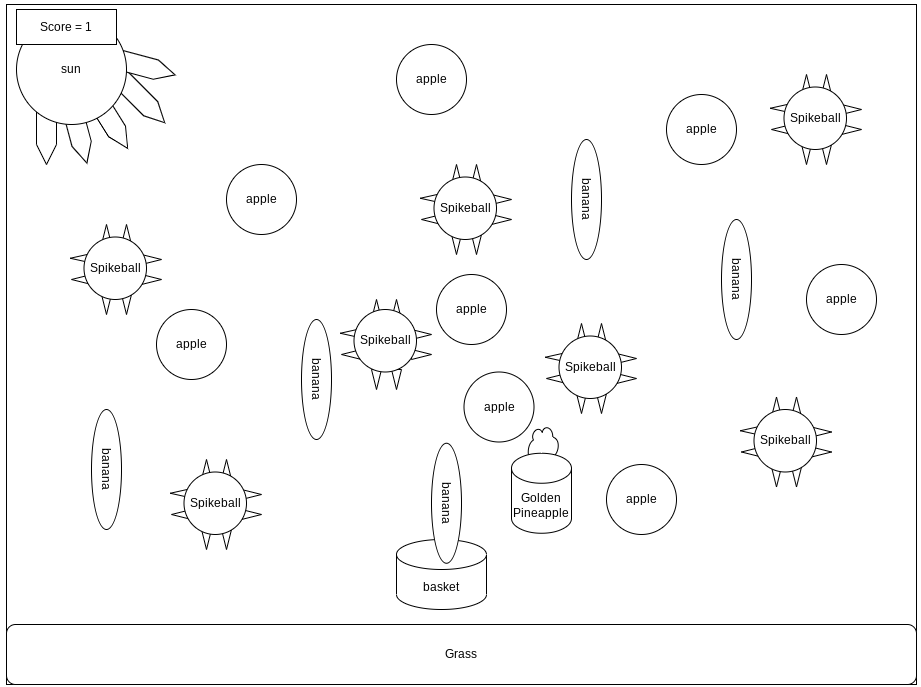 Score = 1
sun
apple
apple
Spikeball
apple
Spikeball
banana
Spikeball
banana
apple
apple
apple
Spikeball
banana
Spikeball
apple
Spikeball
banana
Spikeball
banana
Golden
Pineapple
apple
basket
Grass